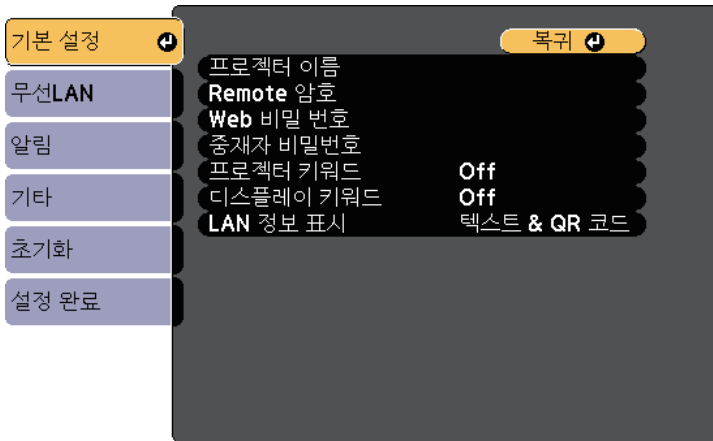 기본 설정
무선LAN
알림
기타
초기화
설정 완료
복귀
프로젝터 이름
Remote 암호
Web 비밀 번호
중재자 비밀번호
프로젝터 키워드 Off
디스플레이 키워드 Off
LAN 정보 표시 텍스트 & QR 코드